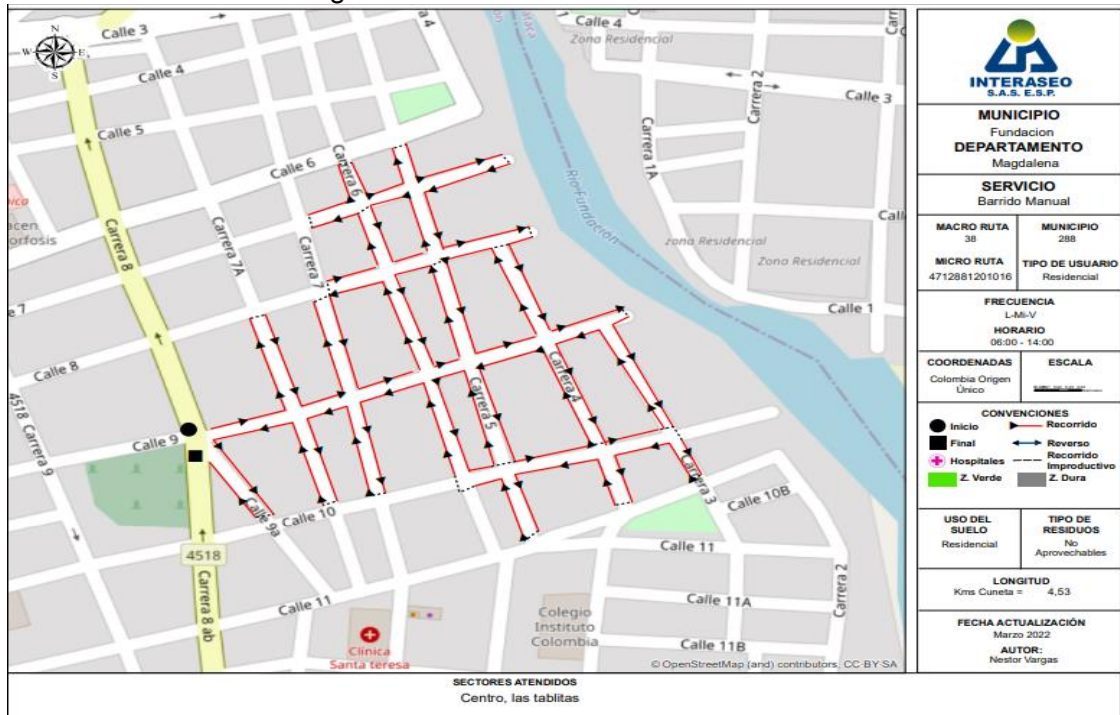 N
W
E
S
Calle 3
Calle 4
Calle 5
Calle 6
Carrera 4
Calle 4
Zona Residencial
Carrera 2
Calle 3
Carrera 1A
Rio Fundación
zona Residencial
Zona Residencial
Calle 1
Carrera 6
Carrera 7
Carrera 7A
Carrera 8
Calle 8
4518 Carrera 9
Calle 9
Carrera 5
Carrera 4
Carrera 3
Calle 9a
Calle 10
Calle 10B
4518
Carrera 8 ab
Calle 11
Calle 11
Calle 11A
Calle 11B
Carrera 2
Clínica
Santa teresa
Colegio
Instituto
Colombia
© OpenStreetMap (and) contributors, CC-BY-SA
INTERASEO
S.A.S. E.S.P.
MUNICIPIO
Fundacion
DEPARTAMENTO
Magdalena
SERVICIO
Barrido Manual
MACRO RUTA
38
MUNICIPIO
288
MICRO RUTA
4712881201016
TIPO DE USUARIO
Residencial
FRECUENCIA
L-Mi-V
HORARIO
06:00 - 14:00
COORDENADAS
Colombia Origen
Único
ESCALA
CONVENCIONES
Inicio
Recorrido
Final
Reverso
Hospitales
Recorrido
Improductivo
Z. Verde
Z. Dura
USO DEL
SUELO
Residencial
TIPO DE
RESIDUOS
No
Aprovechables
LONGITUD
Kms Cuneta = 4,53
FECHA ACTUALIZACIÓN
Marzo 2022
AUTOR:
Nestor Vargas
SECTORES ATENDIDOS
Centro, las tablitas